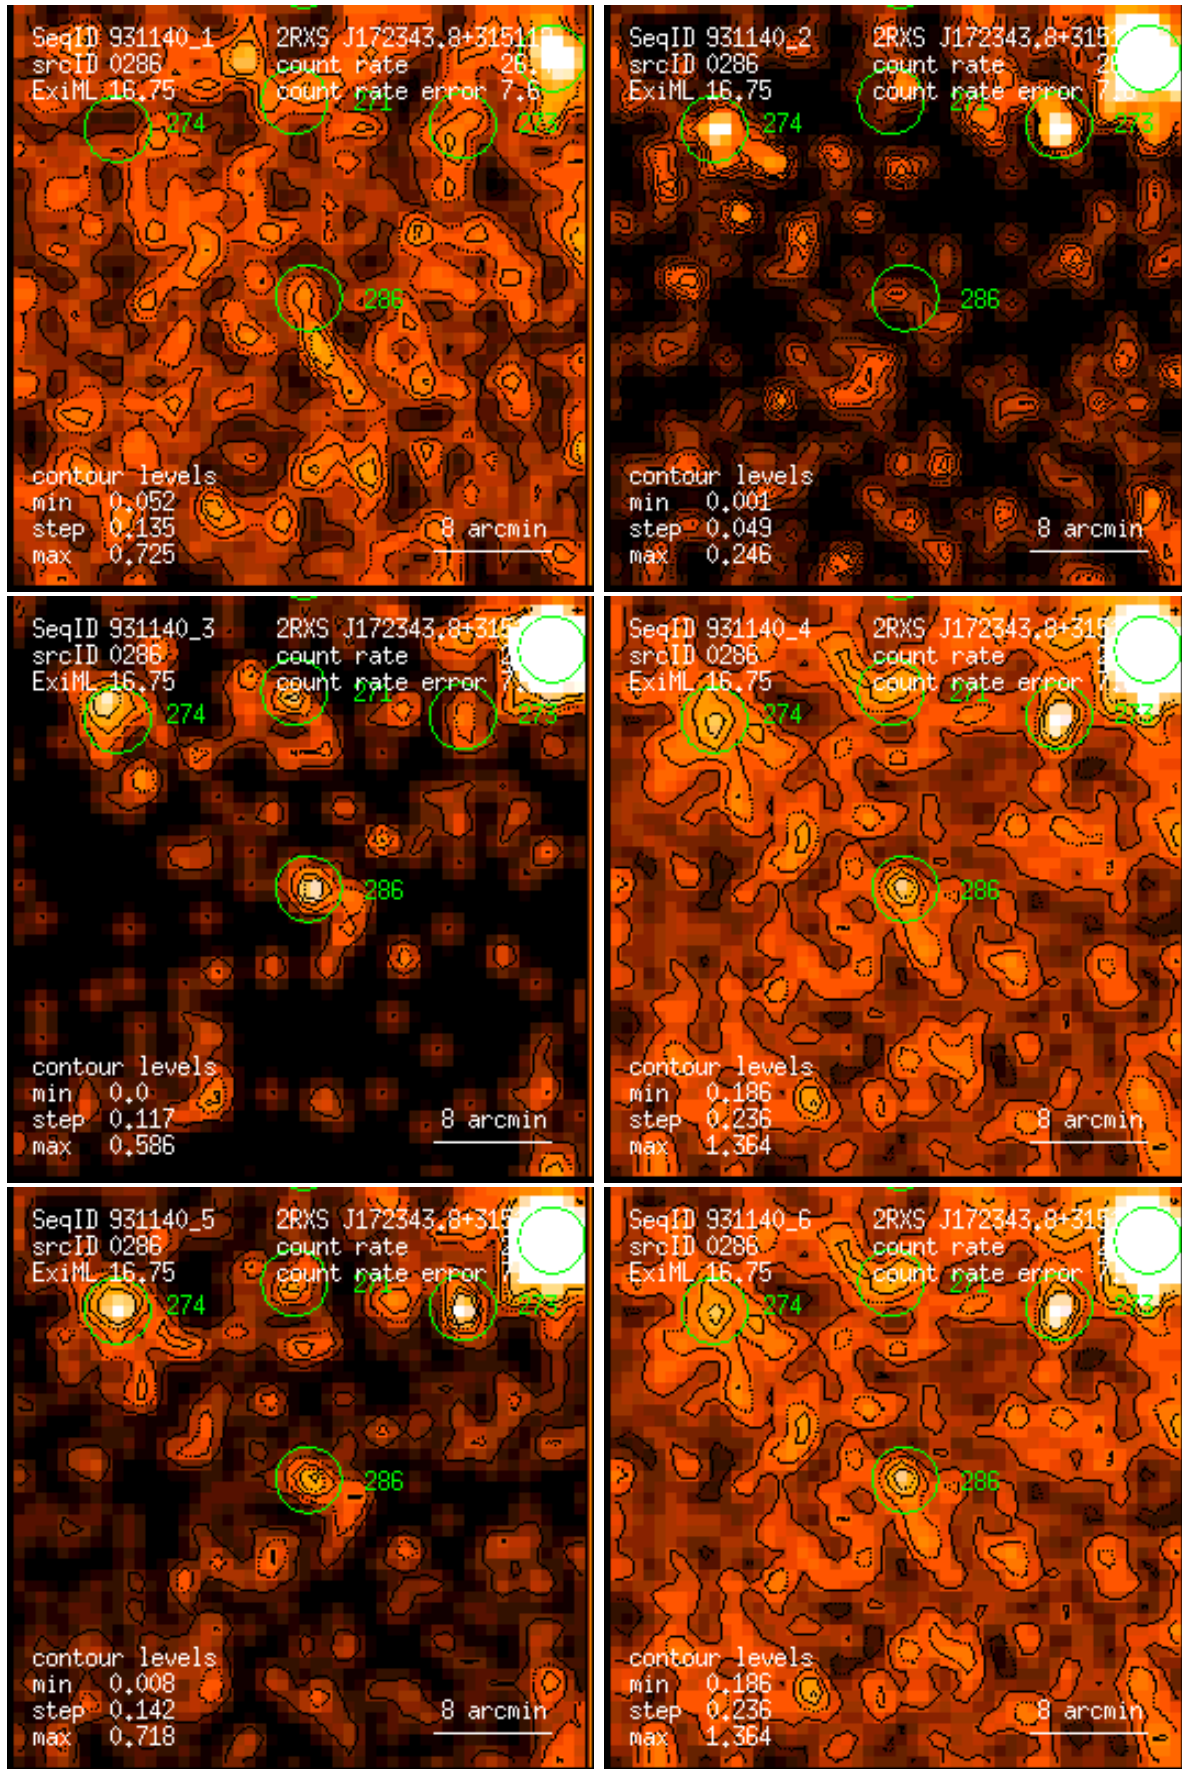 SeqID 931140_1 2RXS J172343.8+3151
srcID 0286 count rate 26.
ExiML 16.75 count rate error 7.6
274 271 273
286
contour levels
min 0.052
step 0.135 8 arcmin
max 0.725
SeqID 931140_2 2RXS J172343.8+3151
srcID 0286 count rate
ExiML 16.75 count rate error
274 271 273
286
contour levels
min 0.001
step 0.049 8 arcmin
max 0.246
SeqID 931140_3 2RXS J172343.8+315
srcID 0286 count rate
ExiML 16.75 count rate error
274 271 273
286
contour levels
min 0.0
step 0.117 8 arcmin
max 0.586
SeqID 931140_4 2RXS J172343.8+315
srcID 0286 count rate
ExiML 16.75 count rate error
274 271 273
286
contour levels
min 0.186
step 0.236 8 arcmin
max 1.364
SeqID 931140_5 2RXS J172343.8+315
srcID 0286 count rate
ExiML 16.75 count rate error
274 271 273
286
contour levels
min 0.008
step 0.142 8 arcmin
max 0.718
SeqID 931140_6 2RXS J172343.8+315
srcID 0286 count rate
ExiML 16.75 count rate error
274 271 273
286
contour levels
min 0.186
step 0.236 8 arcmin
max 1.364